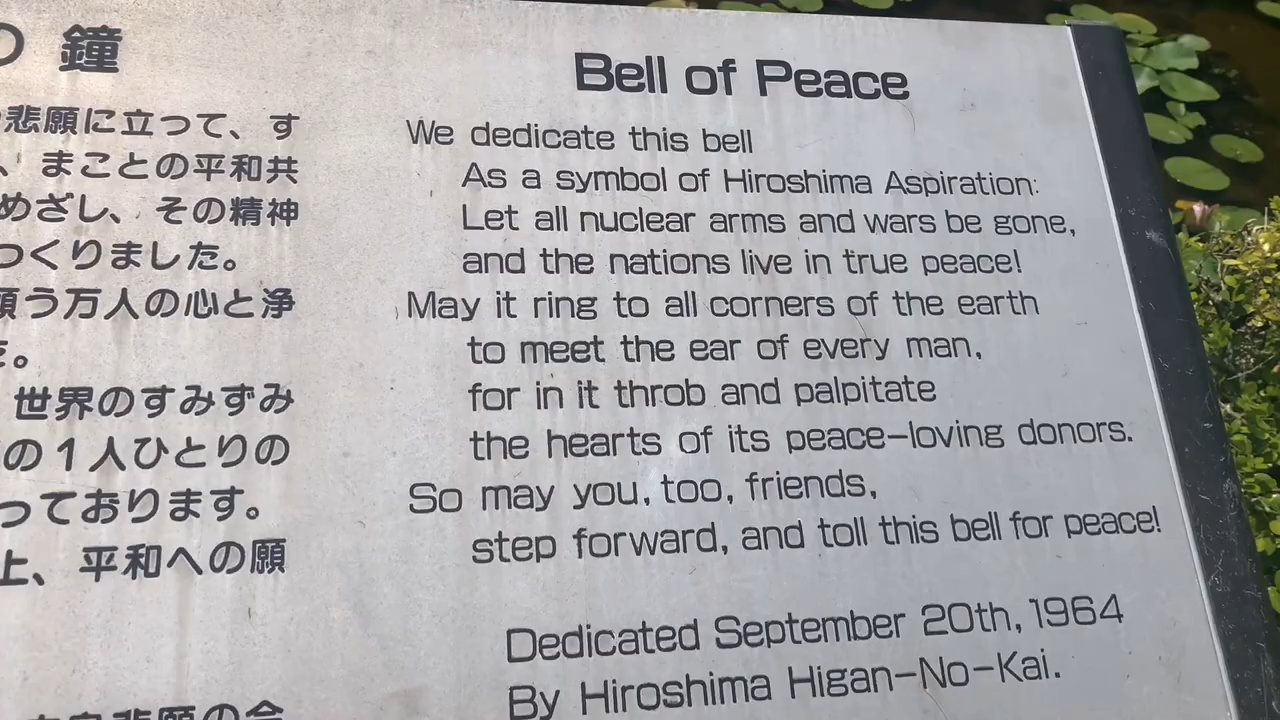 の鐘
悲願に立って、す
、まことの平和共
めざし、その精神
つくりました。
願う万人の心と浄
た。
世界のすみずみ
の1人ひとりの
っております。
上、平和への願
悲願の会
Bell of Peace
We dedicate this bell
As a symbol of Hiroshima Aspiration:
Let all nuclear arms and wars be gone,
and the nations live in true peace!
May it ring to all corners of the earth
to meet the ear of every man,
for in it throb and palpitate
the hearts of its peace-loving donors.
So may you, too, friends,
step forward, and toll this bell for peace!
Dedicated September 20th, 1964
By Hiroshima Higan-No-Kai.